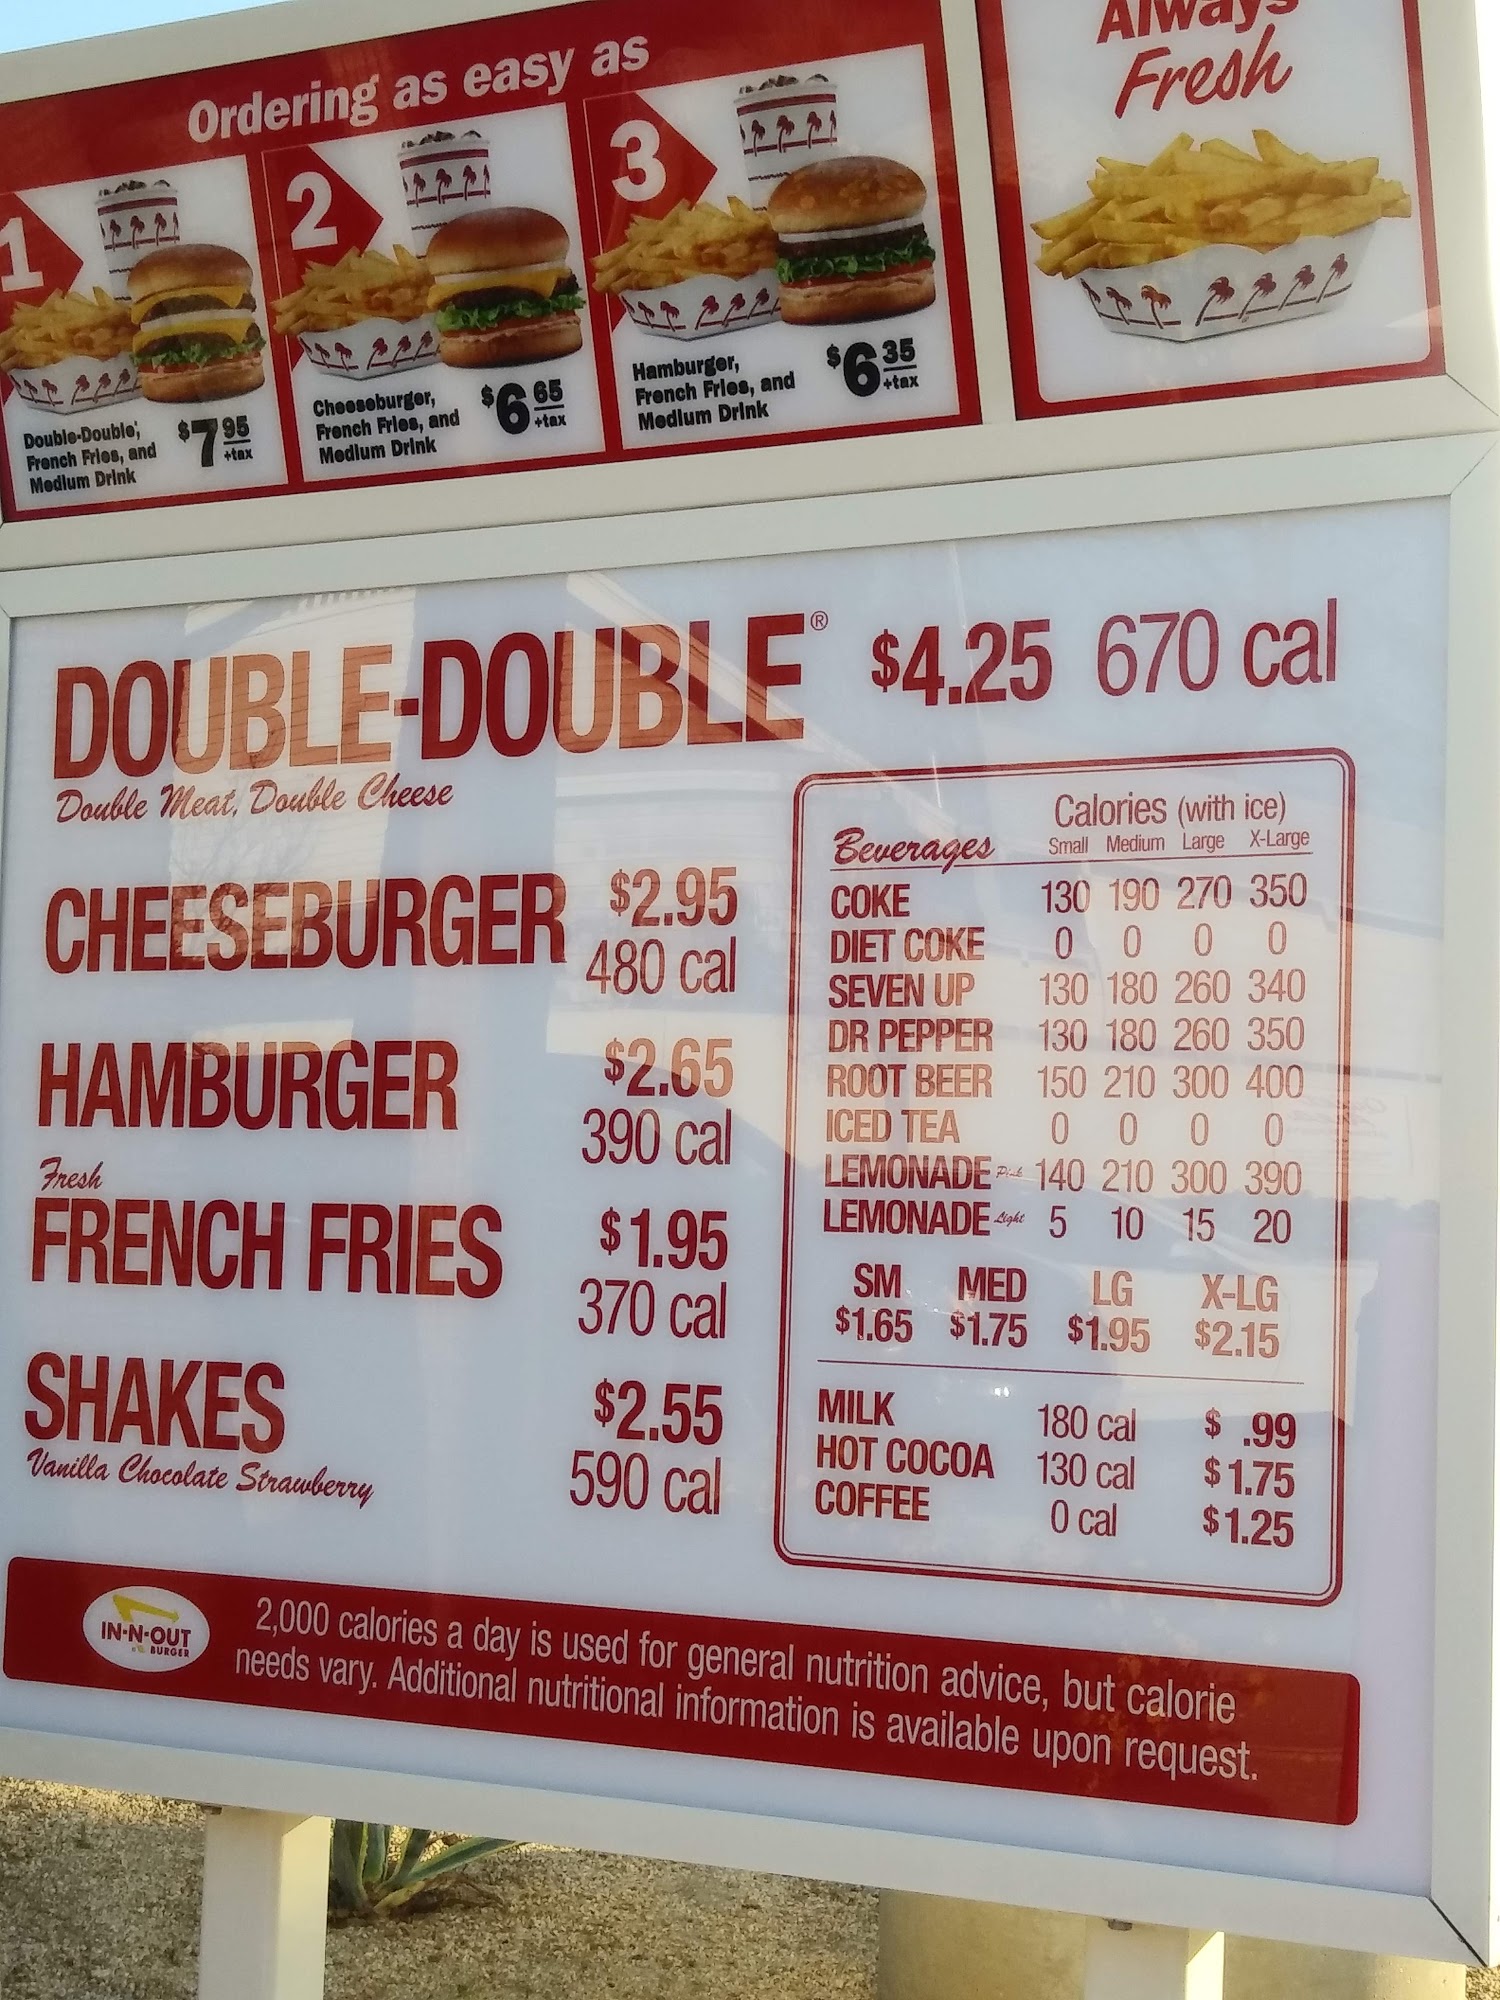 Ordering as easy as
Always
Fresh
1
Double-Double,
French Fries, and
Medium Drink
$7 95
+tax
2
Cheeseburger,
French Fries, and
Medium Drink
$6 65
+tax
3
Hamburger,
French Fries, and
Medium Drink
$6 35
+tax
DOUBLE-DOUBLE® $4.25 670 cal
Double Meat, Double Cheese
CHEESEBURGER $2.95
480 cal
HAMBURGER $2.65
390 cal
Fresh
FRENCH FRIES $1.95
370 cal
SHAKES $2.55
Vanilla Chocolate Strawberry 590 cal
Calories (with ice)
Beverages Small Medium Large X-Large
COKE 130 190 270 350
DIET COKE 0 0 0 0
SEVEN UP 130 180 260 340
DR PEPPER 130 180 260 350
ROOT BEER 150 210 300 400
ICED TEA 0 0 0 0
LEMONADE Pink 140 210 300 390
LEMONADE Light 5 10 15 20
SM MED LG X-LG
$1.65 $1.75 $1.95 $2.15
MILK 180 cal $ .99
HOT COCOA 130 cal $1.75
COFFEE 0 cal $1.25
IN-N-OUT
BURGER
2,000 calories a day is used for general nutrition advice, but calorie
needs vary. Additional nutritional information is available upon request.